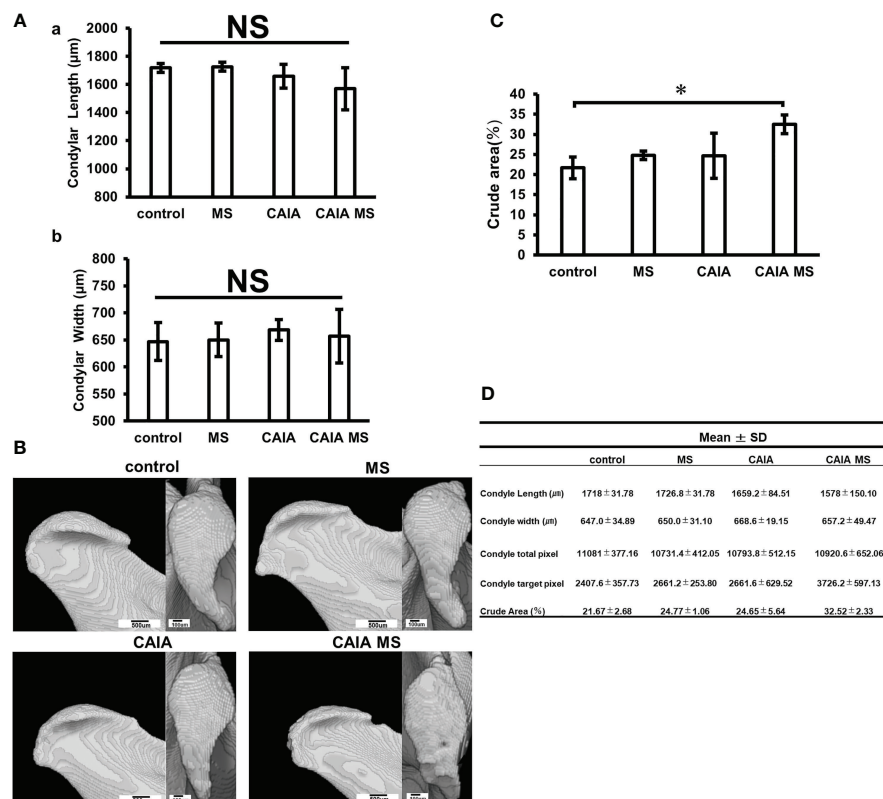 A
a
NS
Condylar Length (µm)
2000
1800
1600
1400
1200
1000
800
control MS CAIA CAIA MS
b
NS
Condylar Width (µm)
800
750
700
650
600
550
500
control MS CAIA CAIA MS
B
control MS
500um 100um 500um 100um
CAIA CAIA MS
500um 500um 100um
C
*
Crude area(%)
40
35
30
25
20
15
10
5
0
control MS CAIA CAIA MS
D
Mean ± SD
control MS CAIA CAIA MS
Condyle Length (µm) 1718±31.78 1726.8±31.78 1659.2±84.51 1578±150.10
Condyle width (µm) 647.0±34.89 650.0±31.10 668.6±19.15 657.2±49.47
Condyle total pixel 11081±377.16 10731.4±412.05 10793.8±512.15 10920.6±652.06
Condyle target pixel 2407.6±357.73 2661.2±253.80 2661.6±629.52 3726.2±597.13
Crude Area (%) 21.67±2.68 24.77±1.06 24.65±5.64 32.52±2.33